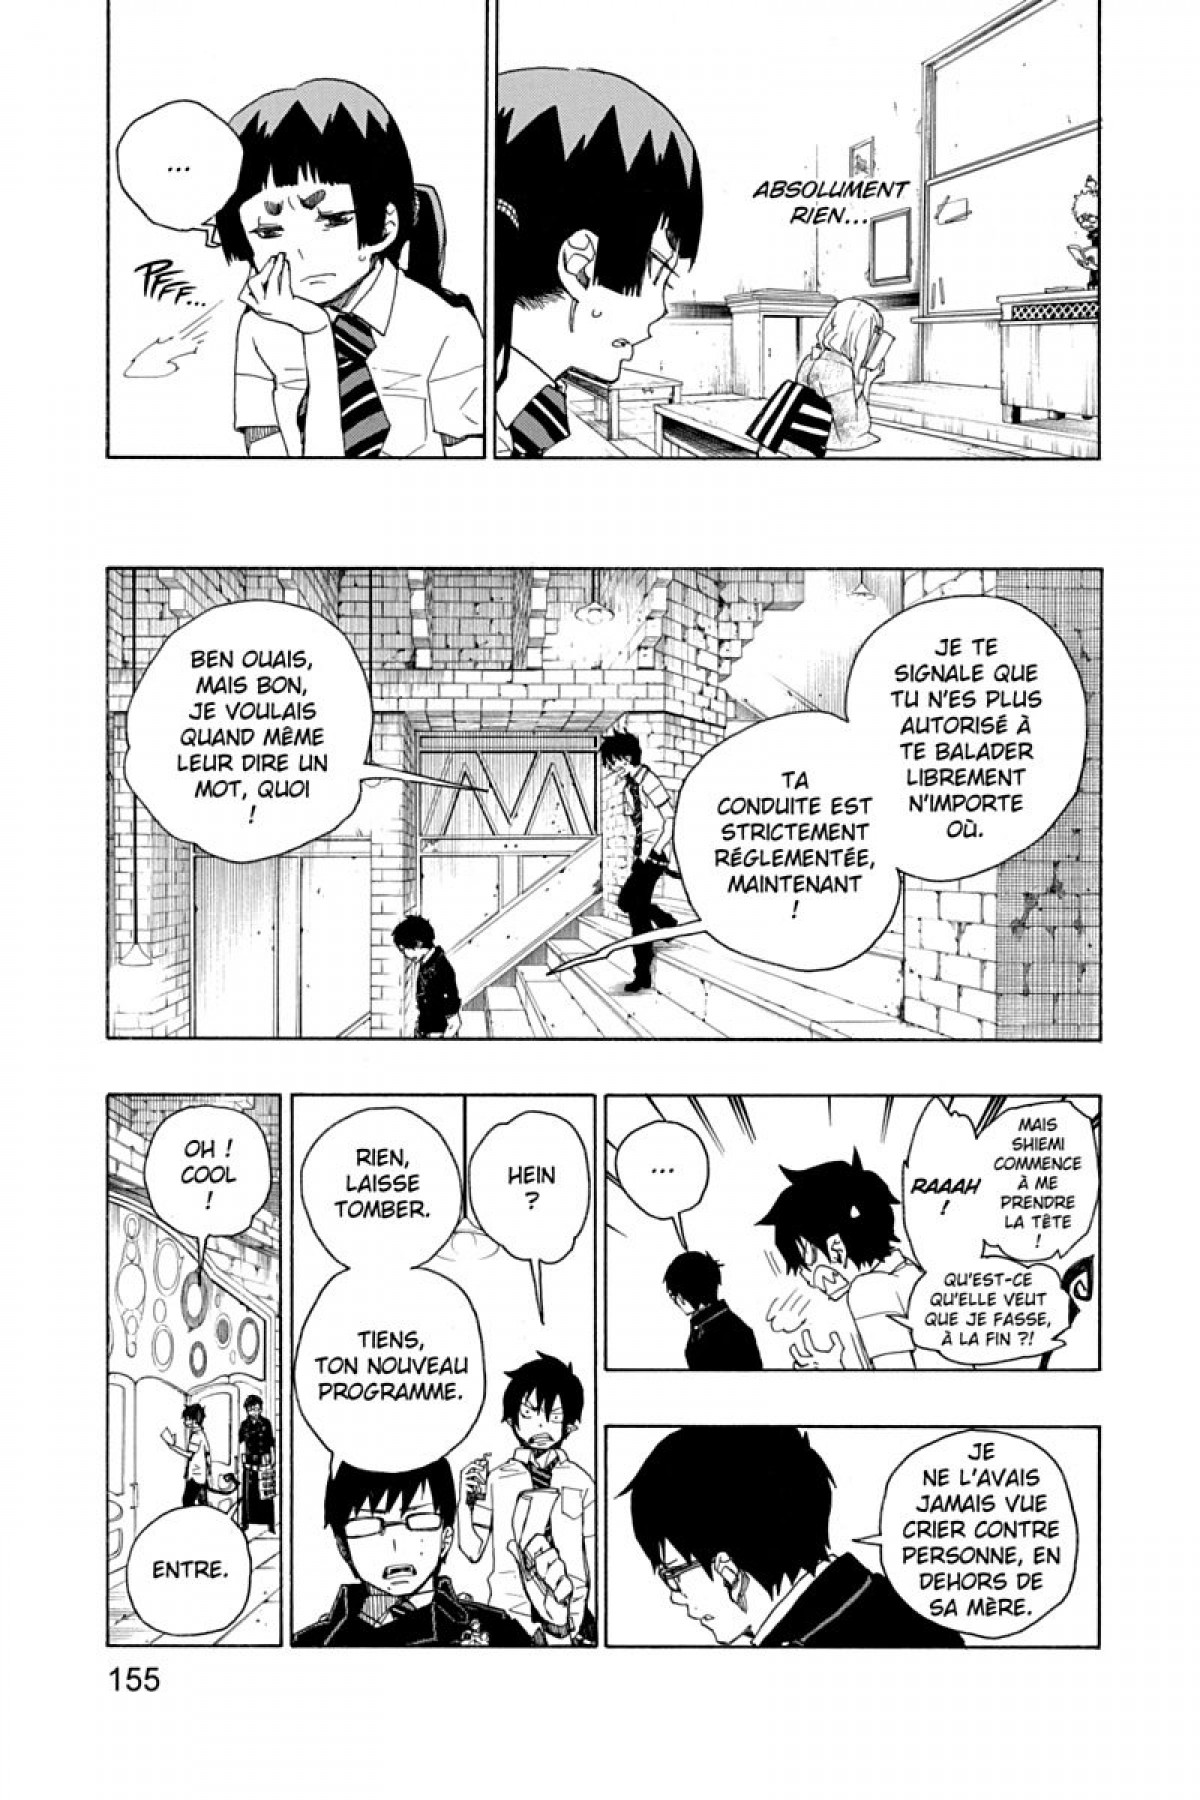 ABSOLUMENT
RIEN...
...
PFFF...
JE TE
SIGNALE QUE
TU N'ES PLUS
AUTORISÉ À
TE BALADER
LIBREMENT
N'IMPORTE
OÙ.
TA
CONDUITE EST
STRICTEMENT
RÉGLEMENTÉE,
MAINTENANT
!
BEN OUAIS,
MAIS BON,
JE VOULAIS
QUAND MÊME
LEUR DIRE UN
MOT, QUOI
!
MAIS
SHIEMI
COMMENCE
À ME
PRENDRE
LA TÊTE
!
RAAAH
!
QU'EST-CE
QU'ELLE VEUT
QUE JE FASSE,
À LA FIN ?!
...
JE
NE L'AVAIS
JAMAIS VUE
CRIER CONTRE
PERSONNE, EN
DEHORS DE
SA MÈRE.
HEIN
?
RIEN,
LAISSE
TOMBER.
TIENS,
TON NOUVEAU
PROGRAMME.
OH !
COOL
!
ENTRE.
155